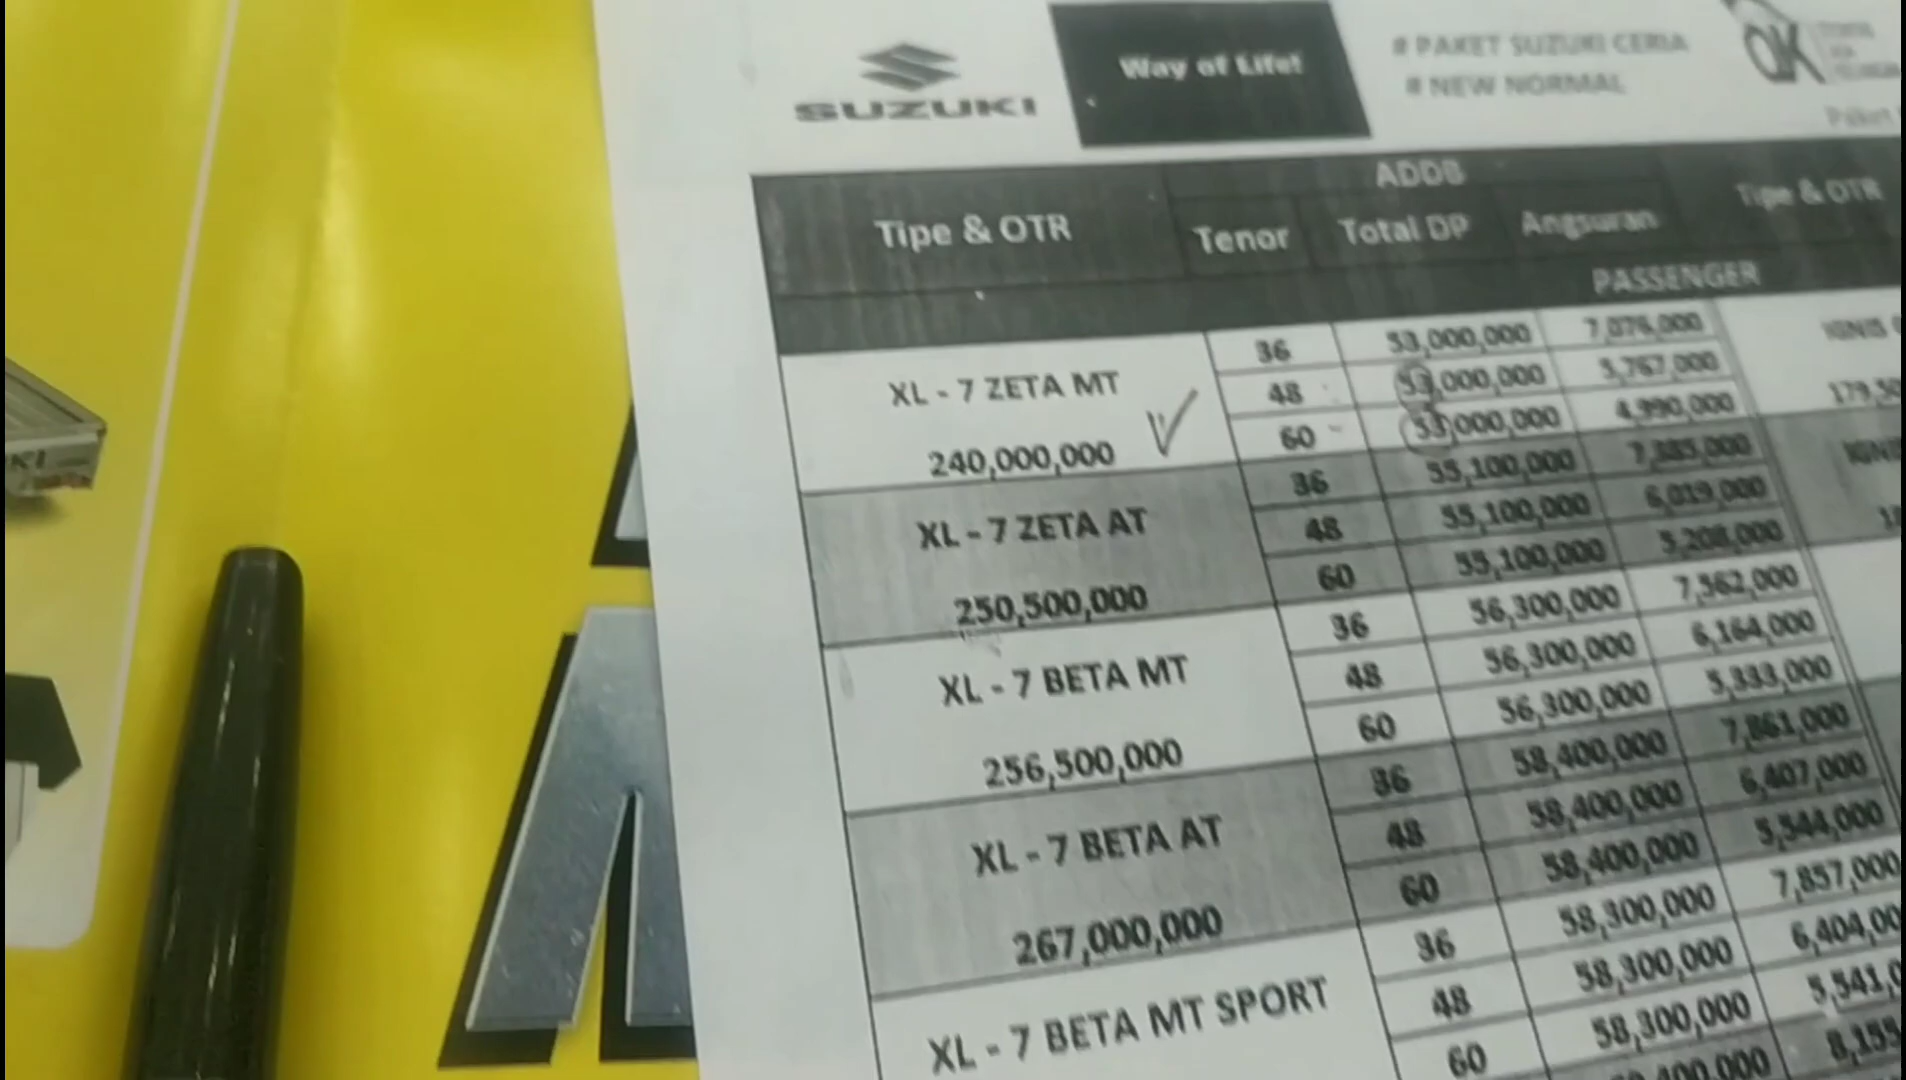 SUZUKI
Way of Life!
# PAKET SUZUKI CERIA
# NEW NORMAL
Paket
Tipe & OTR
ADDB
Tenor Total DP Angsuran
Tipe & OTR
PASSENGER
XL - 7 ZETA MT
240,000,000
36 53,000,000 7,076,000
48 53,000,000 5,767,000
60 53,000,000 4,990,000
IGNIS
XL - 7 ZETA AT
250,500,000
36 55,100,000
48 55,100,000 6,019,000
60 55,100,000 5,208,000
IGNIS
XL - 7 BETA MT
256,500,000
36 56,300,000 7,562,000
48 56,300,000 6,164,000
60 56,300,000 5,333,000
XL - 7 BETA AT
267,000,000
36 58,400,000 7,861,000
48 58,400,000 6,407,000
60 58,400,000 5,544,000
XL - 7 BETA MT SPORT
36 58,300,000 7,857,000
48 58,300,000
60 58,300,000